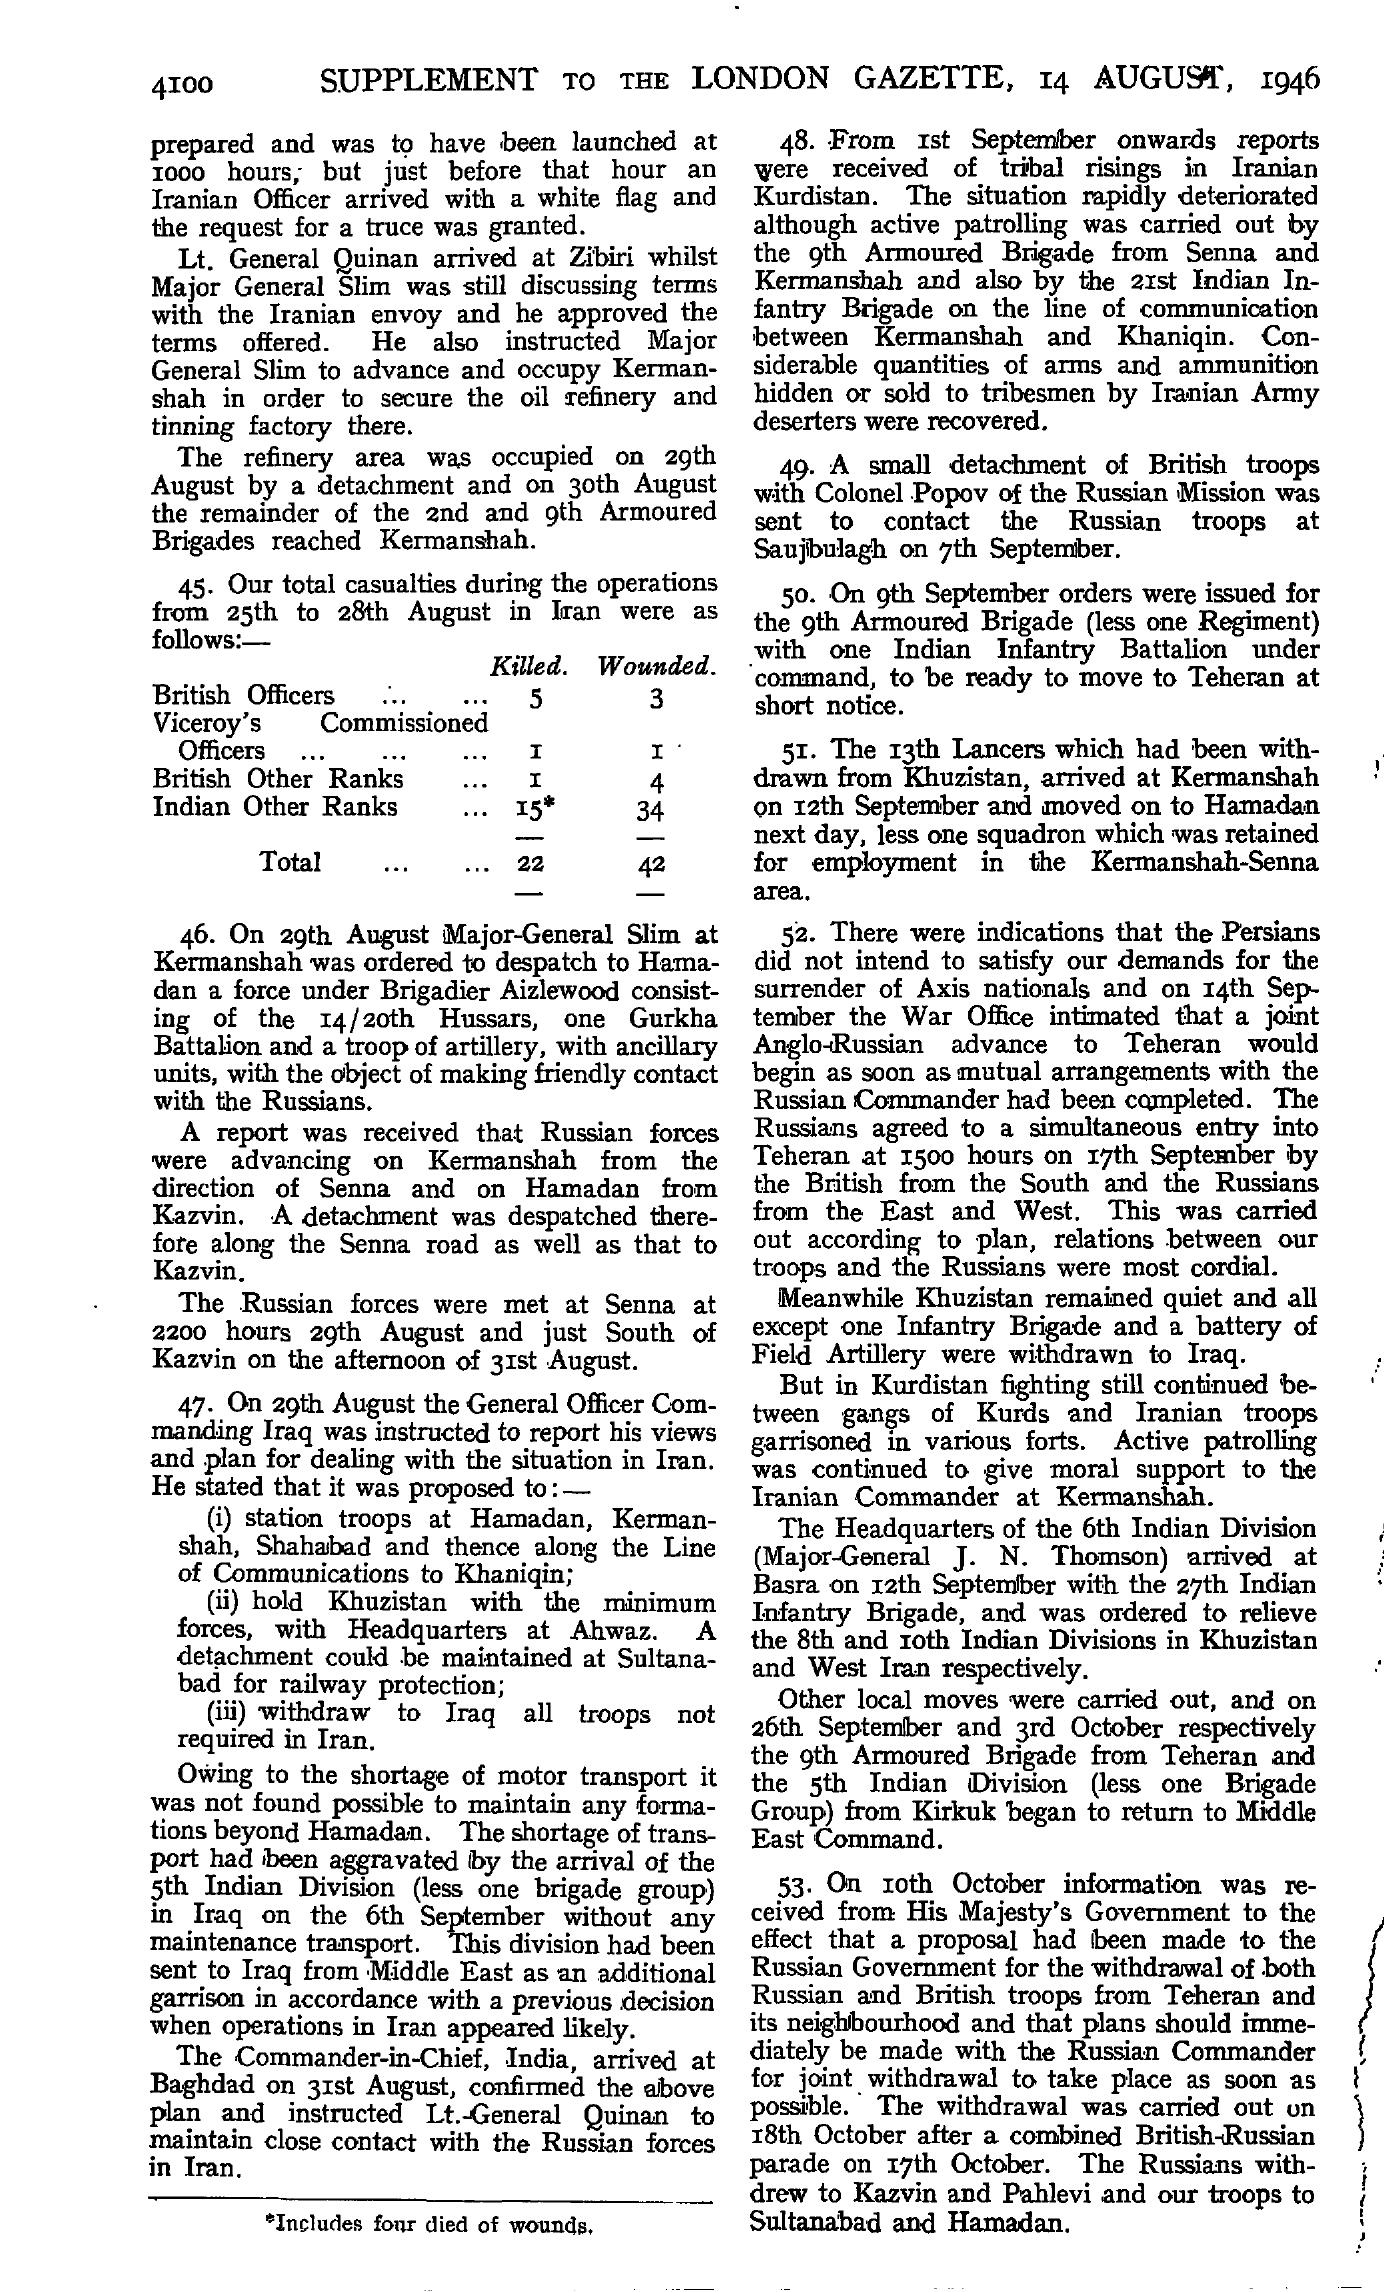 4100 SUPPLEMENT TO THE LONDON GAZETTE, 14 AUGUST, 1946
prepared and was to have been launched at
1000 hours, but just before that hour an
Iranian Officer arrived with a white flag and
the request for a truce was granted.
Lt. General Quinan arrived at Zibiri whilst
Major General Slim was still discussing terms
with the Iranian envoy and he approved the
terms offered. He also instructed Major
General Slim to advance and occupy Kerman-
shah in order to secure the oil refinery and
tinning factory there.
The refinery area was occupied on 29th
August by a detachment and on 30th August
the remainder of the 2nd and 9th Armoured
Brigades reached Kermanshah.
45. Our total casualties during the operations
from 25th to 28th August in Iran were as
follows:—
Killed. Wounded.
British Officers ... ... 5 3
Viceroy's Commissioned
Officers ... ... ... 1 1
British Other Ranks ... 1 4
Indian Other Ranks ... 15* 34
— —
Total ... ... 22 42
— —
46. On 29th August Major-General Slim at
Kermanshah was ordered to despatch to Hama-
dan a force under Brigadier Aizlewood consist-
ing of the 14/20th Hussars, one Gurkha
Battalion and a troop of artillery, with ancillary
units, with the object of making friendly contact
with the Russians.
A report was received that Russian forces
were advancing on Kermanshah from the
direction of Senna and on Hamadan from
Kazvin. A detachment was despatched there-
fore along the Senna road as well as that to
Kazvin.
The Russian forces were met at Senna at
2200 hours 29th August and just South of
Kazvin on the afternoon of 31st August.
47. On 29th August the General Officer Com-
manding Iraq was instructed to report his views
and plan for dealing with the situation in Iran.
He stated that it was proposed to:—
(i) station troops at Hamadan, Kerman-
shah, Shahabad and thence along the Line
of Communications to Khaniqin;
(ii) hold Khuzistan with the minimum
forces, with Headquarters at Ahwaz. A
detachment could be maintained at Sultana-
bad for railway protection;
(iii) withdraw to Iraq all troops not
required in Iran.
Owing to the shortage of motor transport it
was not found possible to maintain any forma-
tions beyond Hamadan. The shortage of trans-
port had been aggravated by the arrival of the
5th Indian Division (less one brigade group)
in Iraq on the 6th September without any
maintenance transport. This division had been
sent to Iraq from Middle East as an additional
garrison in accordance with a previous decision
when operations in Iran appeared likely.
The Commander-in-Chief, India, arrived at
Baghdad on 31st August, confirmed the above
plan and instructed Lt.-General Quinan to
maintain close contact with the Russian forces
in Iran.
*Includes four died of wounds.
48. From 1st September onwards reports
were received of tribal risings in Iranian
Kurdistan. The situation rapidly deteriorated
although active patrolling was carried out by
the 9th Armoured Brigade from Senna and
Kermanshah and also by the 21st Indian In-
fantry Brigade on the line of communication
between Kermanshah and Khaniqin. Con-
siderable quantities of arms and ammunition
hidden or sold to tribesmen by Iranian Army
deserters were recovered.
49. A small detachment of British troops
with Colonel Popov of the Russian Mission was
sent to contact the Russian troops at
Saujbulagh on 7th September.
50. On 9th September orders were issued for
the 9th Armoured Brigade (less one Regiment)
with one Indian Infantry Battalion under
command, to be ready to move to Teheran at
short notice.
51. The 13th Lancers which had been with-
drawn from Khuzistan, arrived at Kermanshah
on 12th September and moved on to Hamadan
next day, less one squadron which was retained
for employment in the Kermanshah-Senna
area.
52. There were indications that the Persians
did not intend to satisfy our demands for the
surrender of Axis nationals and on 14th Sep-
tember the War Office intimated that a joint
Anglo-Russian advance to Teheran would
begin as soon as mutual arrangements with the
Russian Commander had been completed. The
Russians agreed to a simultaneous entry into
Teheran at 1500 hours on 17th September by
the British from the South and the Russians
from the East and West. This was carried
out according to plan, relations between our
troops and the Russians were most cordial.
Meanwhile Khuzistan remained quiet and all
except one Infantry Brigade and a battery of
Field Artillery were withdrawn to Iraq.
But in Kurdistan fighting still continued be-
tween gangs of Kurds and Iranian troops
garrisoned in various forts. Active patrolling
was continued to give moral support to the
Iranian Commander at Kermanshah.
The Headquarters of the 6th Indian Division
(Major-General J. N. Thomson) arrived at
Basra on 12th September with the 27th Indian
Infantry Brigade, and was ordered to relieve
the 8th and 10th Indian Divisions in Khuzistan
and West Iran respectively.
Other local moves were carried out, and on
26th September and 3rd October respectively
the 9th Armoured Brigade from Teheran and
the 5th Indian Division (less one Brigade
Group) from Kirkuk began to return to Middle
East Command.
53. On 10th October information was re-
ceived from His Majesty's Government to the
effect that a proposal had been made to the
Russian Government for the withdrawal of both
Russian and British troops from Teheran and
its neighbourhood and that plans should imme-
diately be made with the Russian Commander
for joint withdrawal to take place as soon as
possible. The withdrawal was carried out on
18th October after a combined British-Russian
parade on 17th October. The Russians with-
drew to Kazvin and Pahlevi and our troops to
Sultanabad and Hamadan.